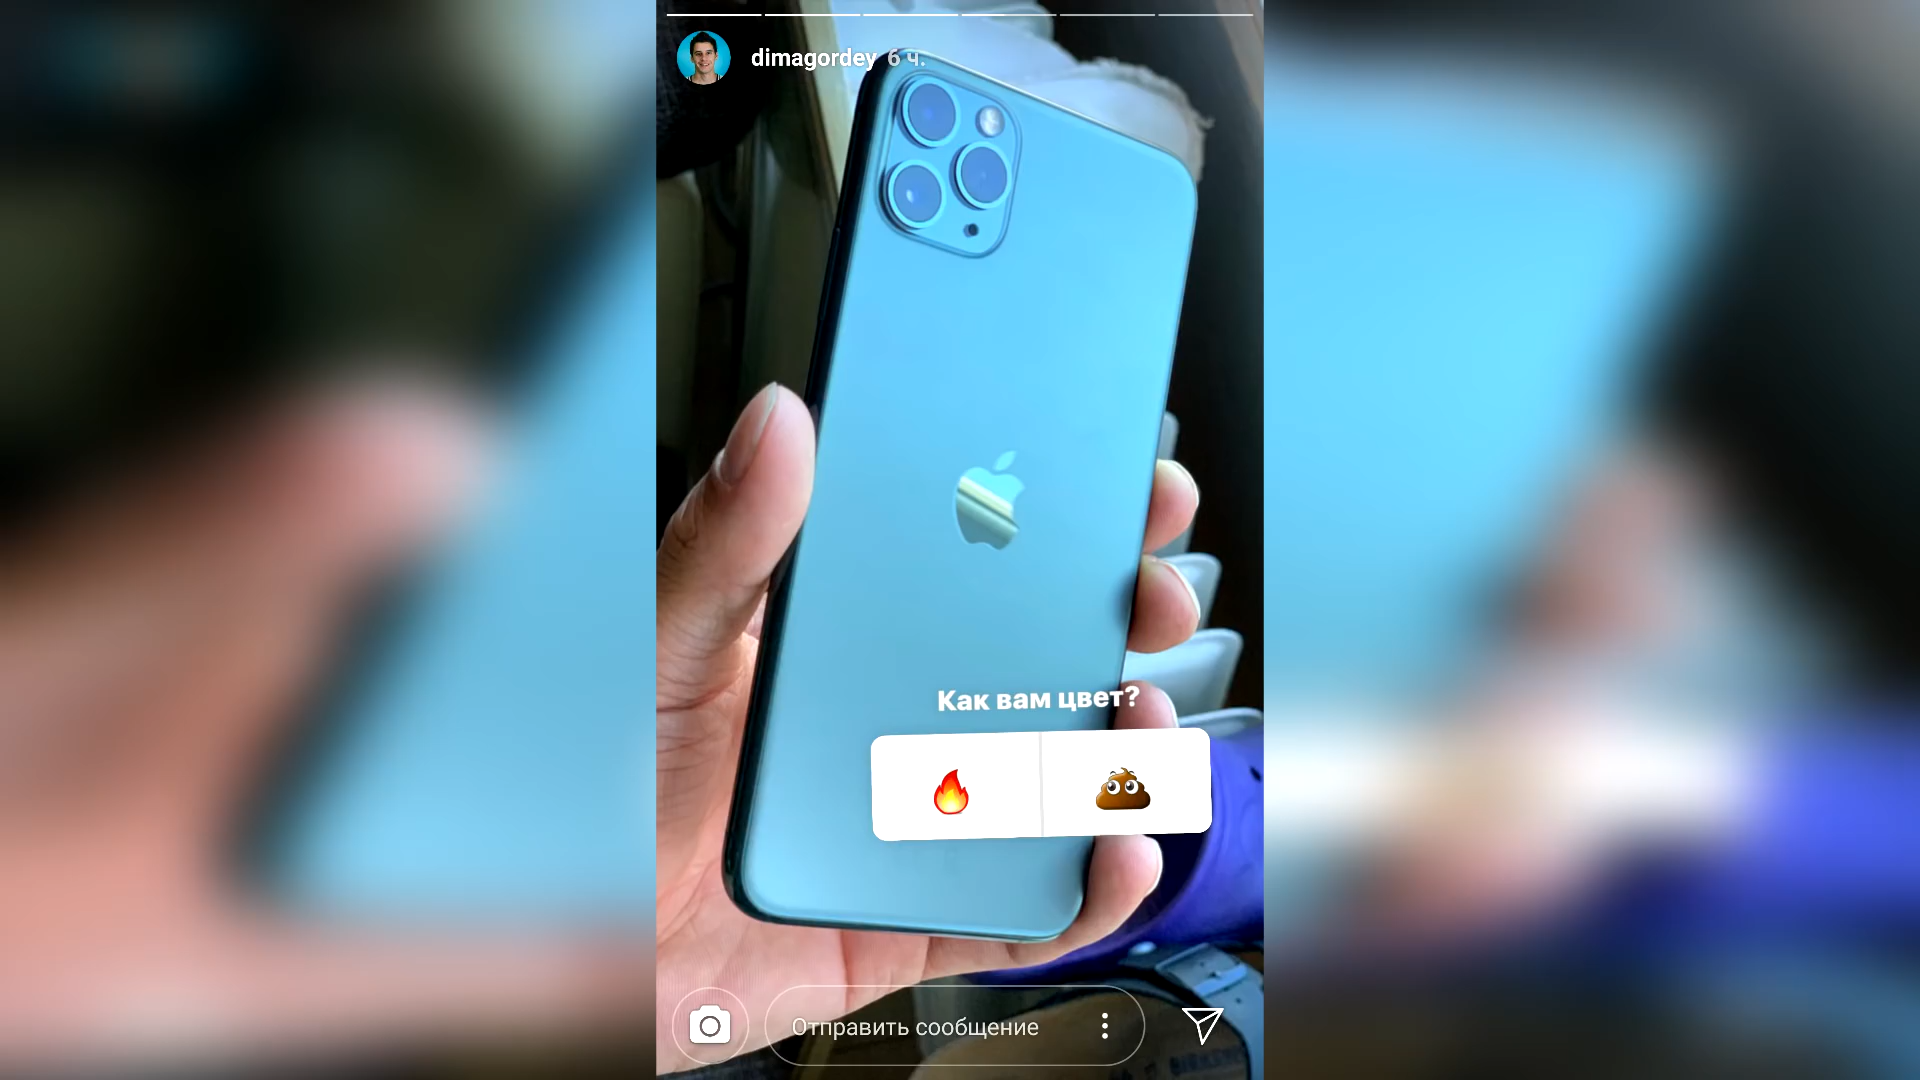 dimagordey 6 ч.
Как вам цвет?
Отправить сообщение